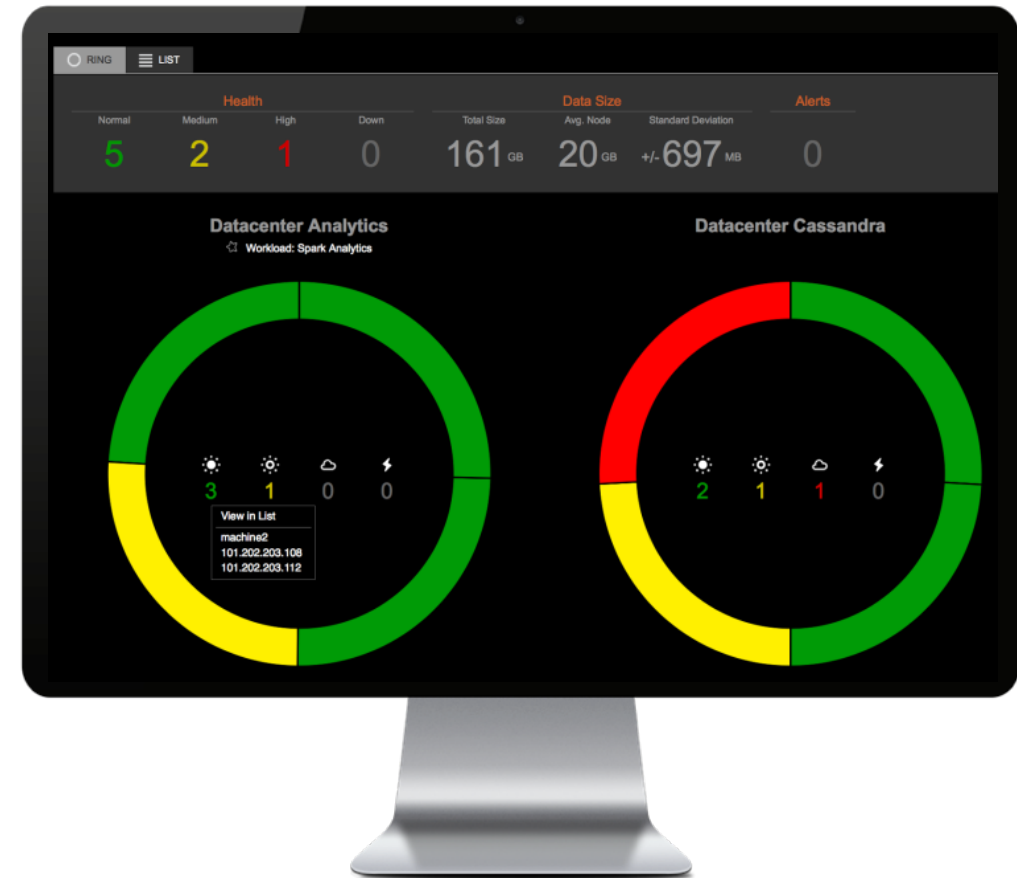 RING LIST
Health Data Size Alerts
Normal Medium High Down Total Size Avg. Node Standard Deviation
5 2 1 0 161 GB 20 GB +/- 697 MB 0
Datacenter Analytics
Workload: Spark Analytics
3 1 0 0
View in List
machine2
101.202.203.108
101.202.203.112
Datacenter Cassandra
2 1 1 0